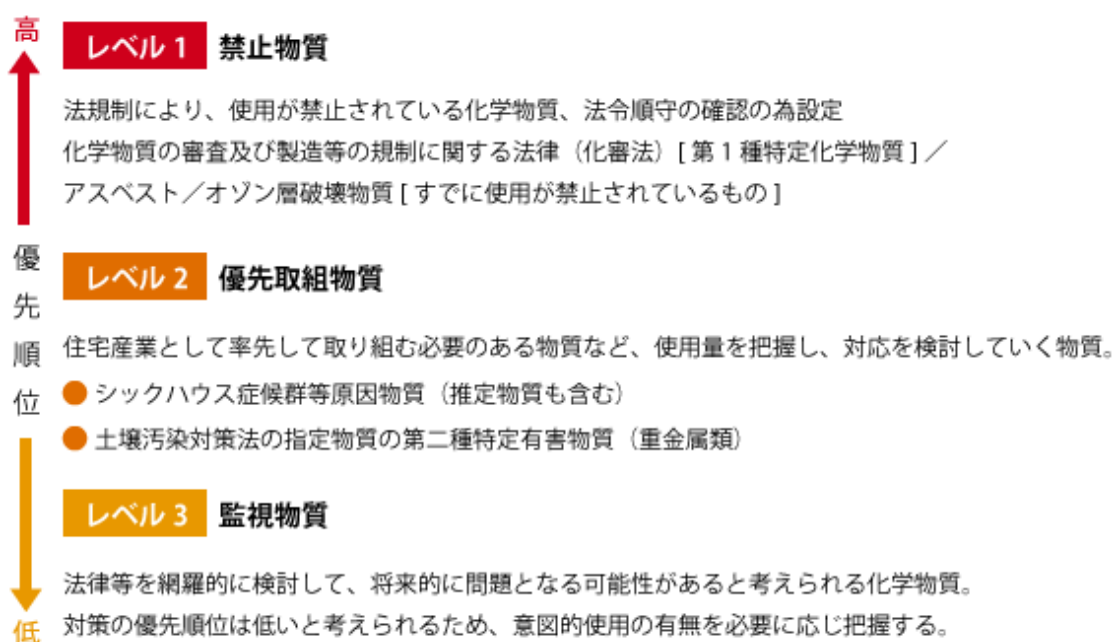 高
レベル 1 禁止物質
法規制により、使用が禁止されている化学物質、法令順守の確認の為設定
化学物質の審査及び製造等の規制に関する法律（化審法）[ 第 1 種特定化学物質 ] ／
アスベスト／オゾン層破壊物質 [ すでに使用が禁止されているもの ]
優先順位
レベル 2 優先取組物質
住宅産業として率先して取り組む必要のある物質など、使用量を把握し、対応を検討していく物質。
● シックハウス症候群等原因物質（推定物質も含む）
● 土壌汚染対策法の指定物質の第二種特定有害物質（重金属類）
レベル 3 監視物質
法律等を網羅的に検討して、将来的に問題となる可能性があると考えられる化学物質。
対策の優先順位は低いと考えられるため、意図的使用の有無を必要に応じ把握する。
低